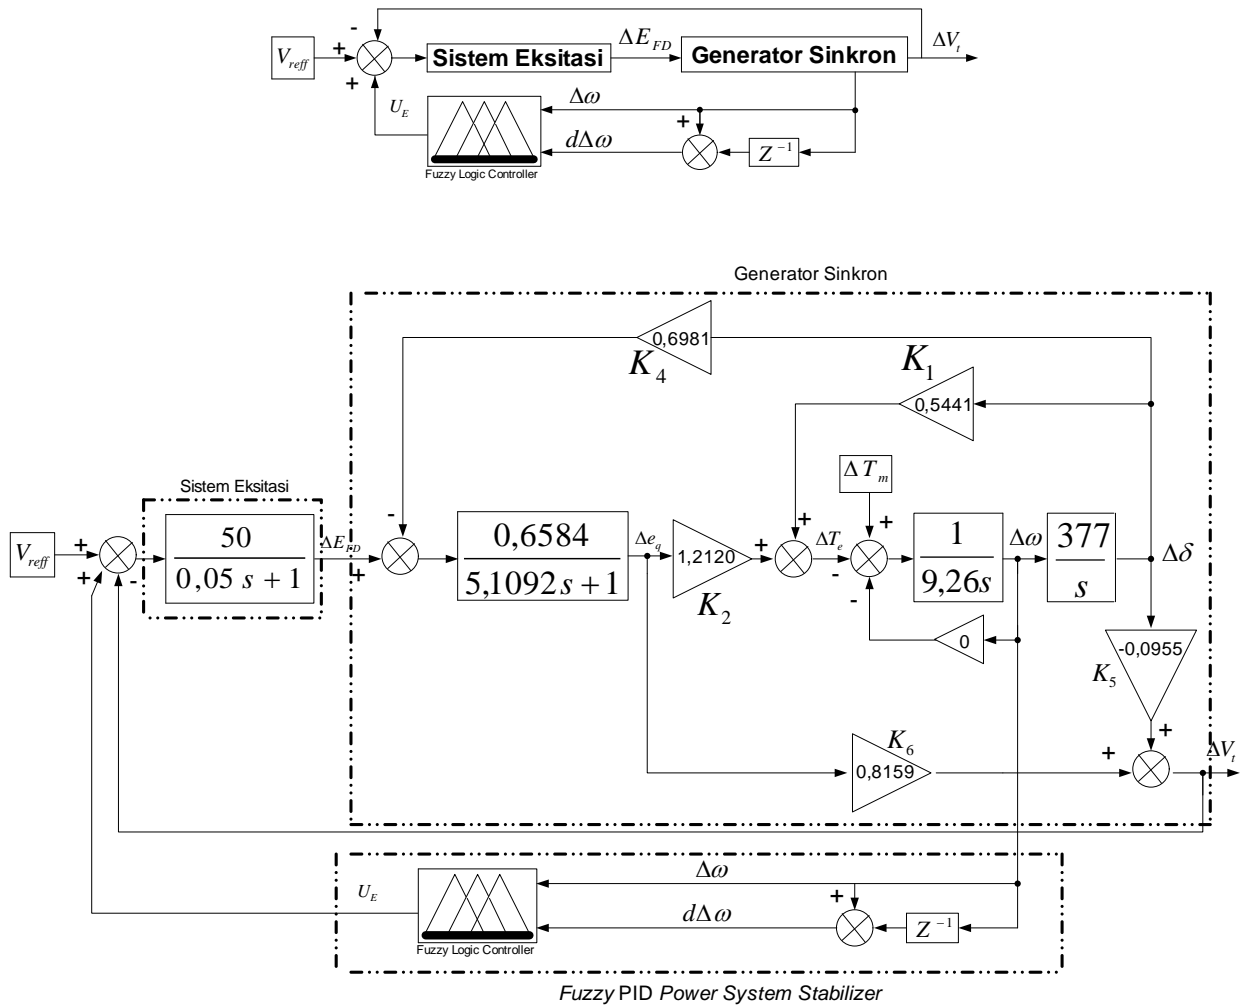 -
ΔE_FD
ΔV_t
V_reff
+
Sistem Eksitasi
Generator Sinkron
+
U_E
Δω
+
dΔω
Z^-1
Fuzzy Logic Controller
Generator Sinkron
0,6981
K_4
K_1
0,5441
ΔT_m
Sistem Eksitasi
-
+
+
V_reff
+
+
-
50
0,05 s + 1
ΔE_FD
+
0,6584
5,1092s + 1
Δe_q
1,2120
K_2
+
ΔT_e
-
-
1
9,26s
Δω
377
s
Δδ
0
-0,0955
K_5
+
K_6
0,8159
+
ΔV_t
U_E
Δω
+
dΔω
Z^-1
Fuzzy Logic Controller
Fuzzy PID Power System Stabilizer